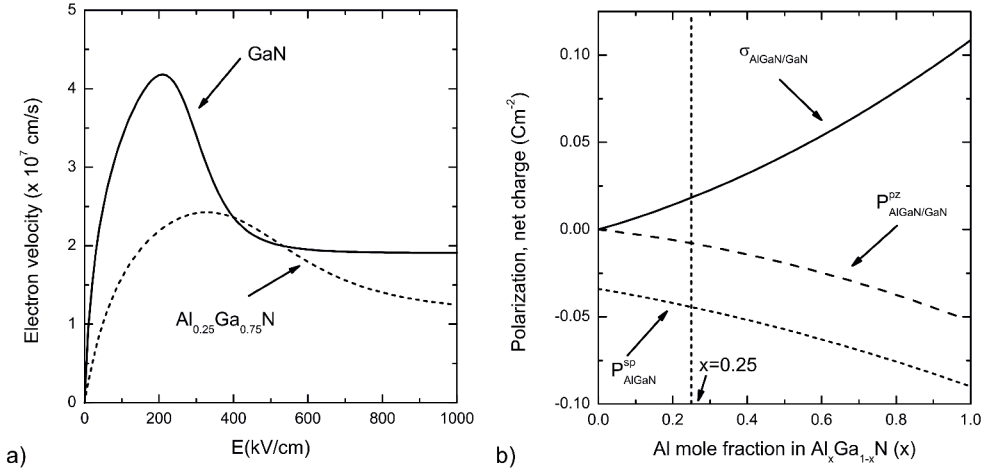 5
4
3
2
1
0
0 200 400 600 800 1000
Electron velocity (x 10⁷ cm/s)
E(kV/cm)
GaN
Al₀.₂₅Ga₀.₇₅N
a)
0.10
0.05
0.00
-0.05
-0.10
0.0 0.2 0.4 0.6 0.8 1.0
Polarization, net charge (Cm⁻²)
Al mole fraction in AlₓGa₁₋ₓN (x)
σ AlGaN/GaN
P pz AlGaN/GaN
P sp AlGaN
x=0.25
b)